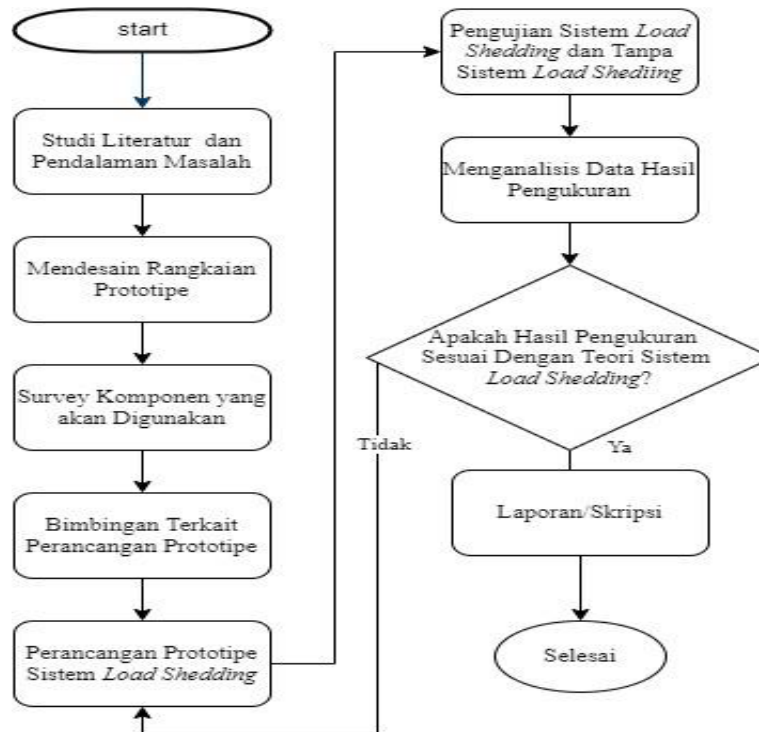 start
Studi Literatur dan
Pendalaman Masalah
Mendesain Rangkaian
Prototipe
Survey Komponen yang
akan Digunakan
Bimbingan Terkait
Perancangan Prototipe
Perancangan Prototipe
Sistem Load Shedding
Pengujian Sistem Load
Shedding dan Tanpa
Sistem Load Shediing
Menganalisis Data Hasil
Pengukuran
Apakah Hasil Pengukuran
Sesuai Dengan Teori Sistem
Load Shedding?
Tidak
Ya
Laporan/Skripsi
Selesai